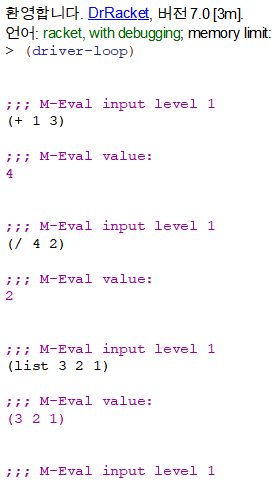 환영합니다. DrRacket, 버전 7.0 [3m].
언어: racket, with debugging; memory limit:
> (driver-loop)
;;; M-Eval input level 1
(+ 1 3)
;;; M-Eval value:
4
;;; M-Eval input level 1
(/ 4 2)
;;; M-Eval value:
2
;;; M-Eval input level 1
(list 3 2 1)
;;; M-Eval value:
(3 2 1)
;;; M-Eval input level 1